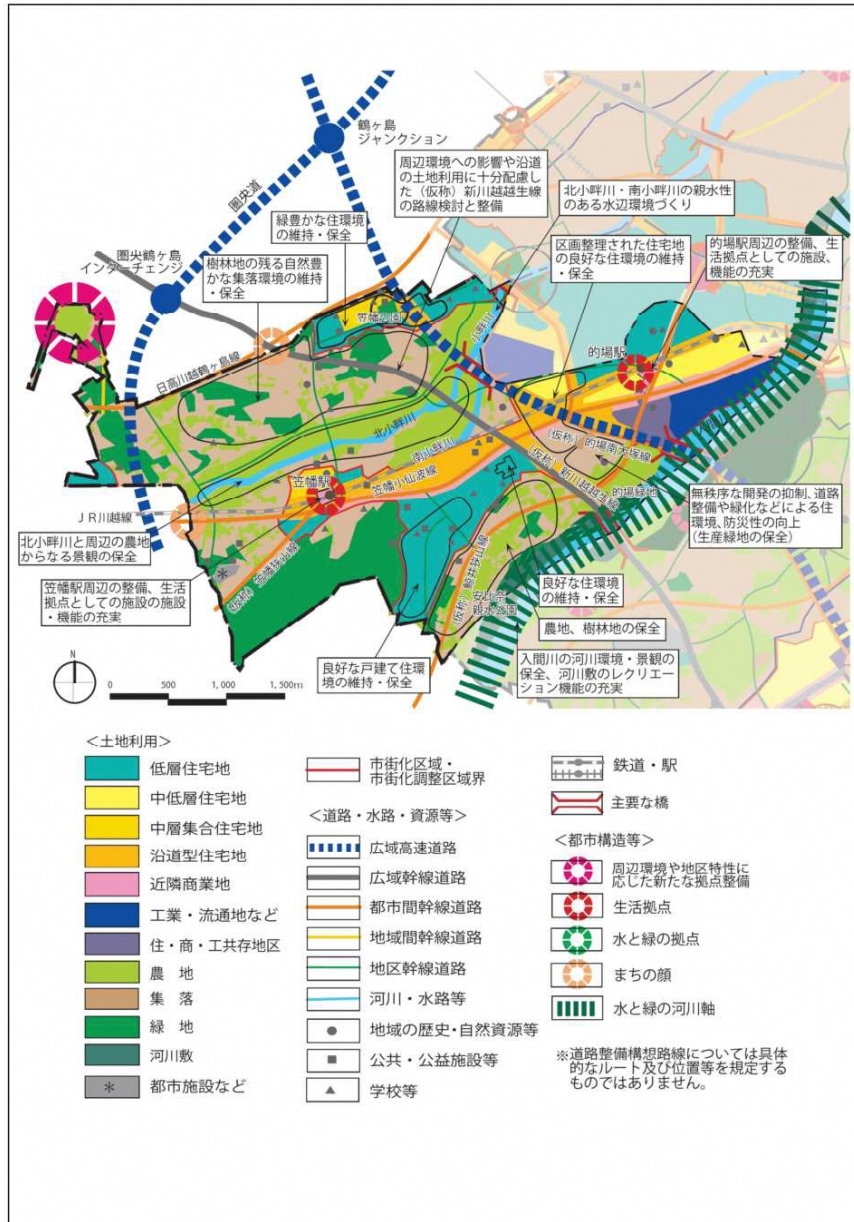 鶴ヶ島
ジャンクション
圏央道
圏央鶴ヶ島
インターチェンジ
周辺環境への影響や沿道
の土地利用に十分配慮し
た（仮称）新川越越生線
の路線検討と整備
北小畔川・南小畔川の親水性
のある水辺環境づくり
緑豊かな住環境
の維持・保全
樹林地の残る自然豊
かな集落環境の維持
・保全
区画整理された住宅地
の良好な住環境の維持
・保全
的場駅周辺の整備、生
活拠点としての施設、
機能の充実
小畔川
的場駅
日高川越鶴ヶ島線
北小畔川
南小畔川
笠幡小仙波線
（仮称）的場南大塚線
（仮称）新川越越生線
的場緑地
笠幡駅
JR川越線
（仮称）笠幡狭山線
（仮称）鯨井狭山線
安比奈
親水公園
北小畔川と周辺の農地
からなる景観の保全
笠幡駅周辺の整備、生活
拠点としての施設の施設
・機能の充実
無秩序な開発の抑制、道路
整備や緑化などによる住
環境、防災性の向上
（生産緑地の保全）
良好な住環境
の維持・保全
農地、樹林地の保全
良好な戸建て住環
境の維持・保全
入間川の河川環境・景観の
保全、河川敷のレクリエー
ション機能の充実
N
0 500 1,000 1,500m
＜土地利用＞
低層住宅地
中低層住宅地
中層集合住宅地
沿道型住宅地
近隣商業地
工業・流通地など
住・商・工共存地区
農　地
集　落
緑　地
河川敷
＊ 都市施設など
市街化区域・
市街化調整区域界
＜道路・水路・資源等＞
広域高速道路
広域幹線道路
都市間幹線道路
地域間幹線道路
地区幹線道路
河川・水路等
地域の歴史・自然資源等
公共・公益施設等
学校等
鉄道・駅
主要な橋
＜都市構造等＞
周辺環境や地区特性に
応じた新たな拠点整備
生活拠点
水と緑の拠点
まちの顔
水と緑の河川軸
※道路整備構想路線については具体
的なルート及び位置等を規定する
ものではありません。